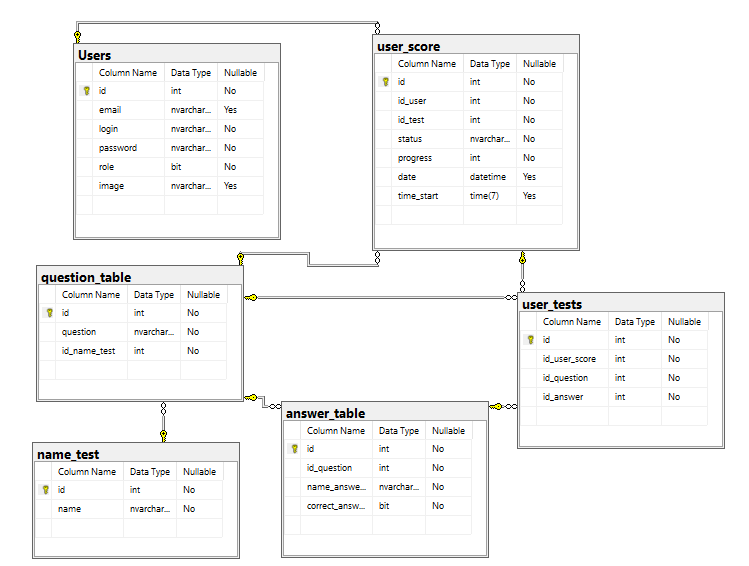 Users
Column Name Data Type Nullable
id int No
email nvarchar... Yes
login nvarchar... No
password nvarchar... No
role bit No
image nvarchar... Yes
user_score
Column Name Data Type Nullable
id int No
id_user int No
id_test int No
status nvarchar... No
progress int No
date datetime Yes
time_start time(7) Yes
question_table
Column Name Data Type Nullable
id int No
question nvarchar... No
id_name_test int No
user_tests
Column Name Data Type Nullable
id int No
id_user_score int No
id_question int No
id_answer int No
answer_table
Column Name Data Type Nullable
id int No
id_question int No
name_answe... nvarchar... No
correct_answ... bit No
name_test
Column Name Data Type Nullable
id int No
name nvarchar... No